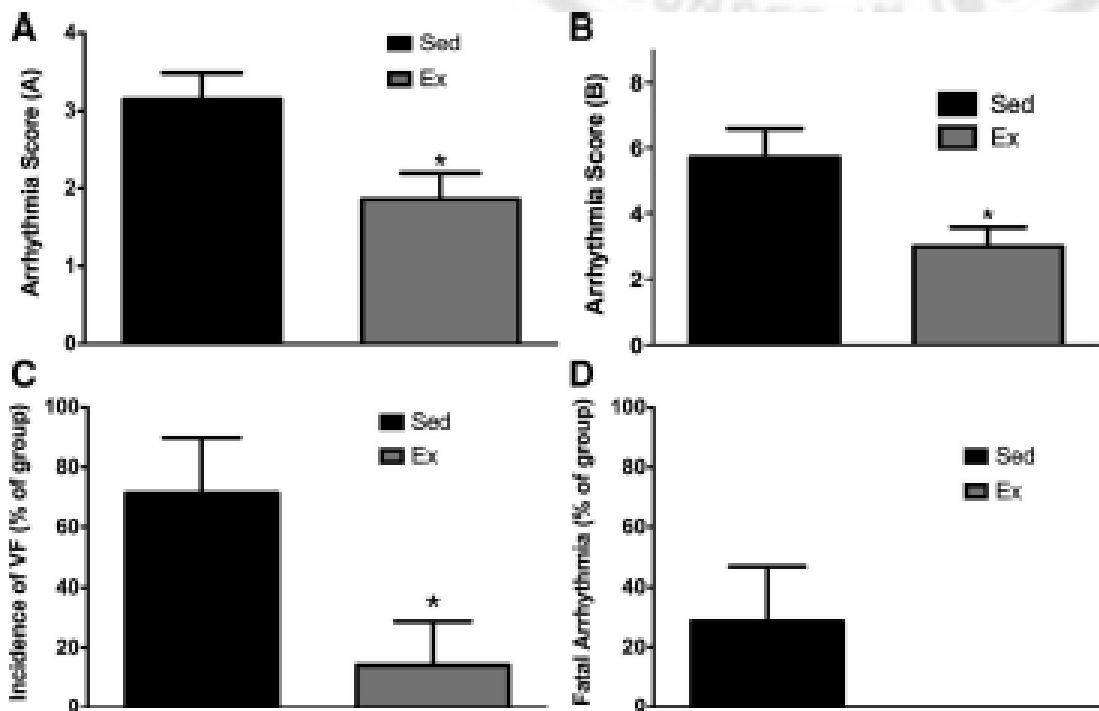 A
Arrhythmia Score (A)
4
3
2
1
0
Sed
Ex
*
B
Arrhythmia Score (B)
8
6
4
2
0
Sed
Ex
*
C
Incidence of VF (% of group)
100
80
60
40
20
0
Sed
Ex
*
D
Fatal Arrhythmia (% of group)
100
80
60
40
20
0
Sed
Ex